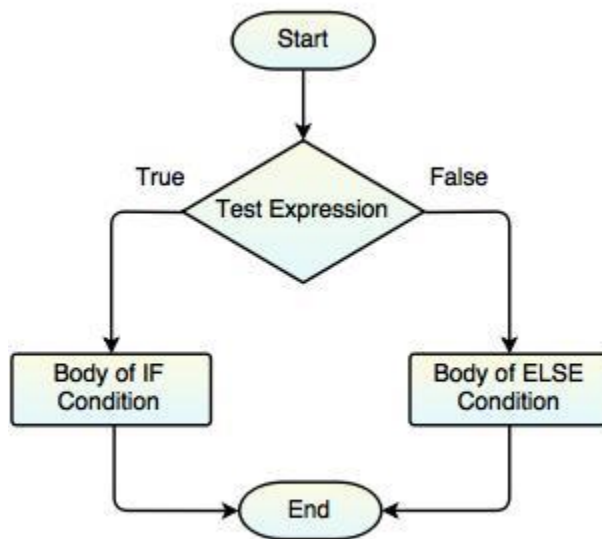 Start
True
False
Test Expression
Body of IF
Condition
Body of ELSE
Condition
End